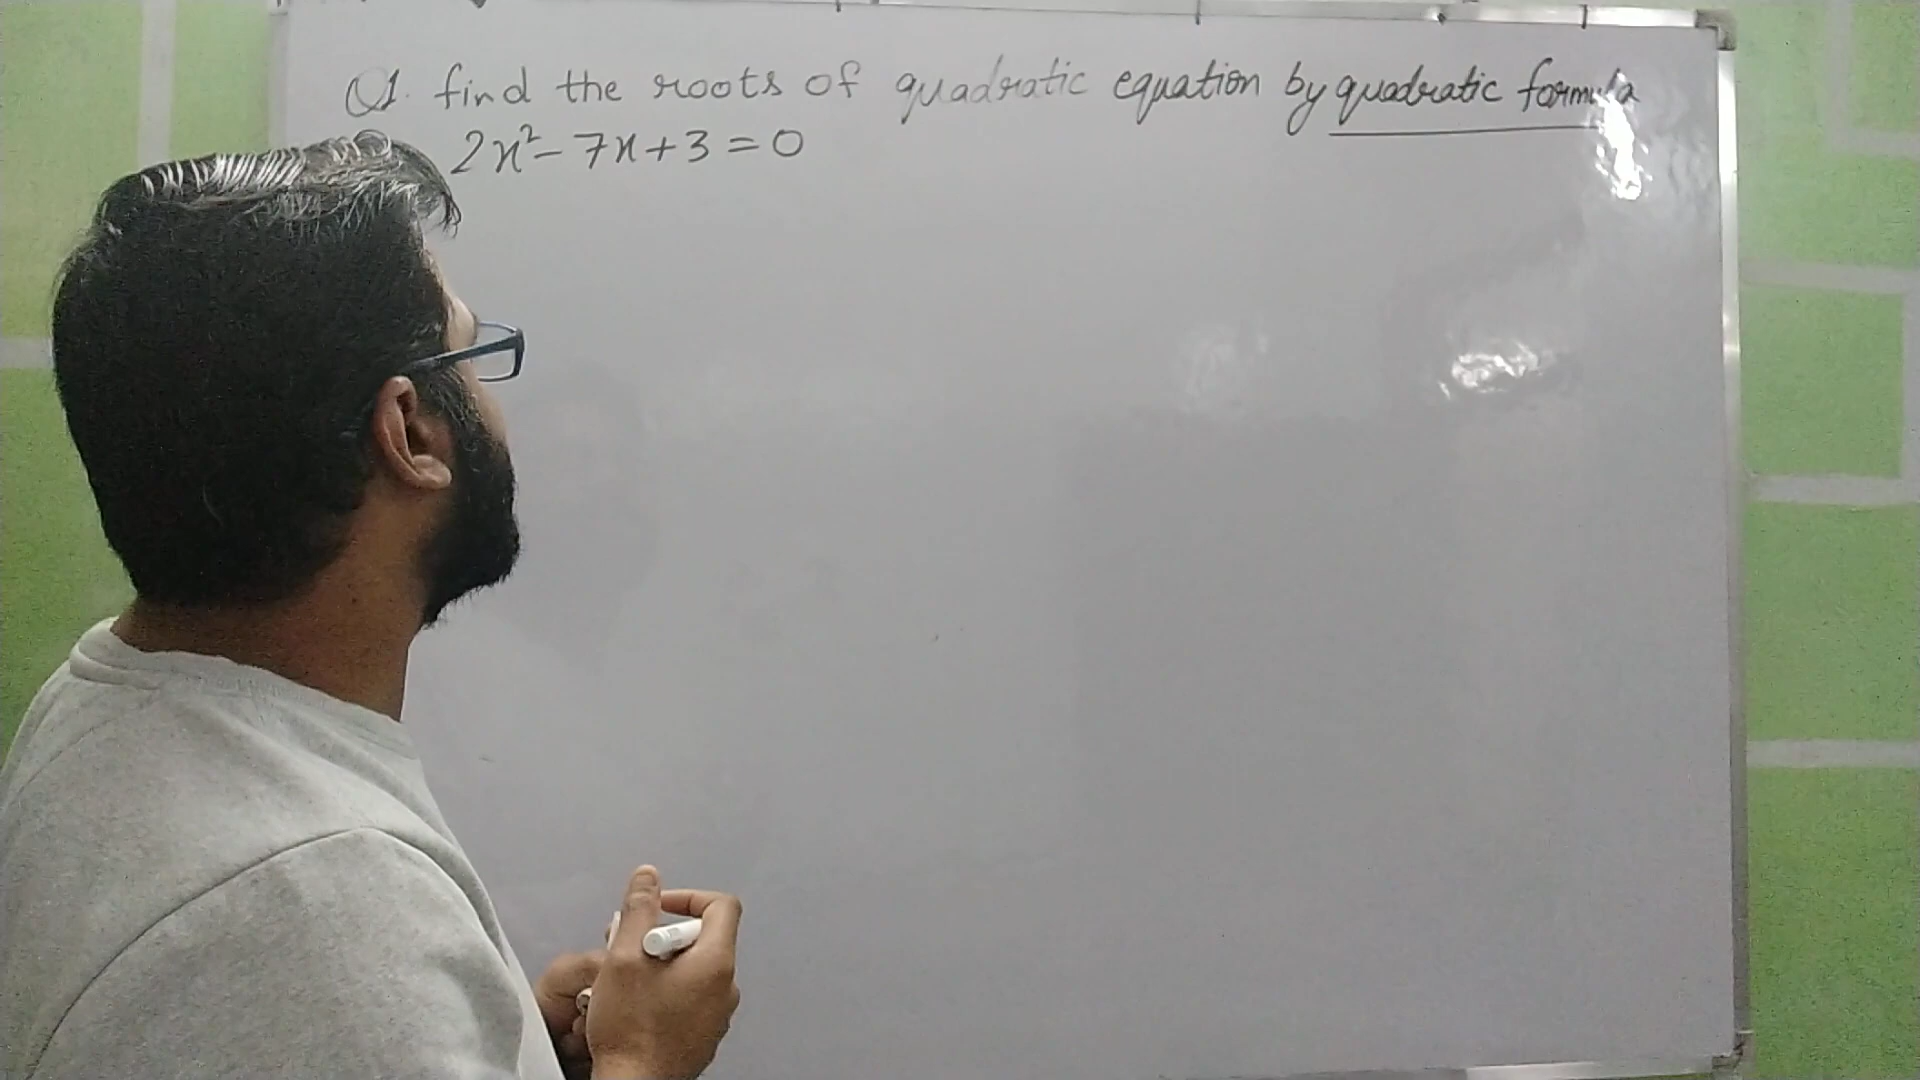 Q1. find the roots of quadratic equation by quadratic formula
2x²-7x+3=0